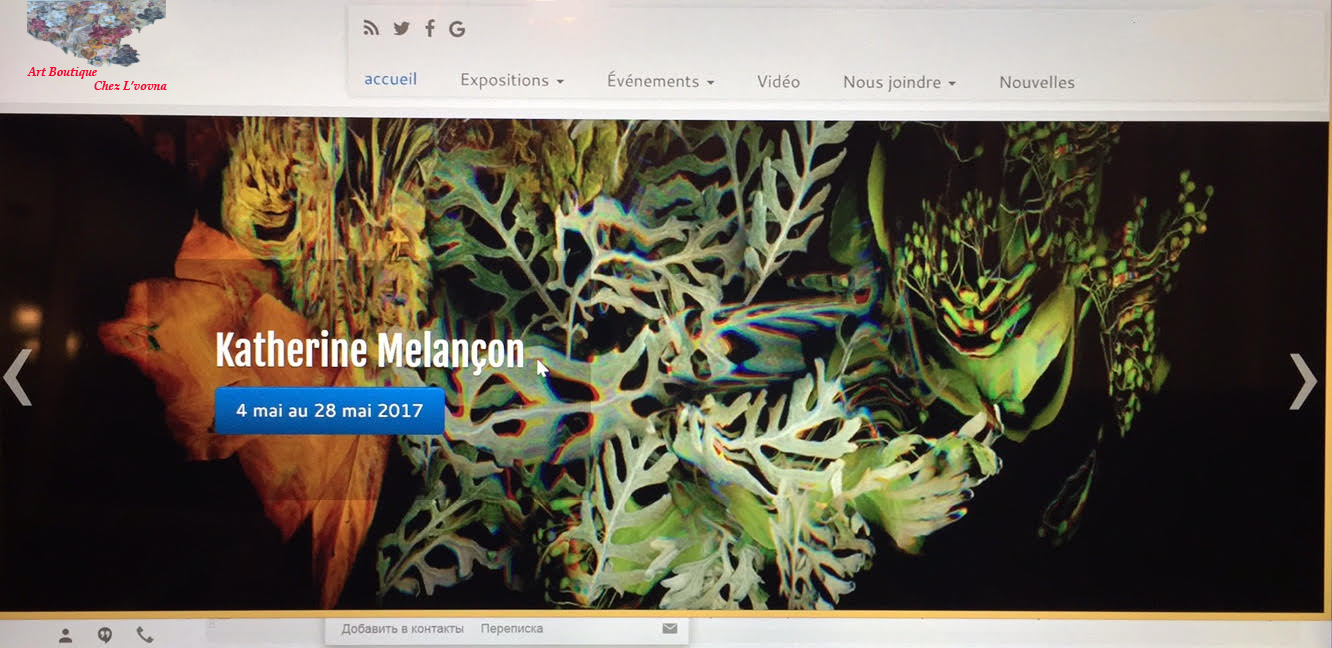 Art Boutique
Chez L'vovna
accueil Expositions Événements Vidéo Nous joindre Nouvelles
Katherine Melançon
4 mai au 28 mai 2017
Добавить в контакты Переписка